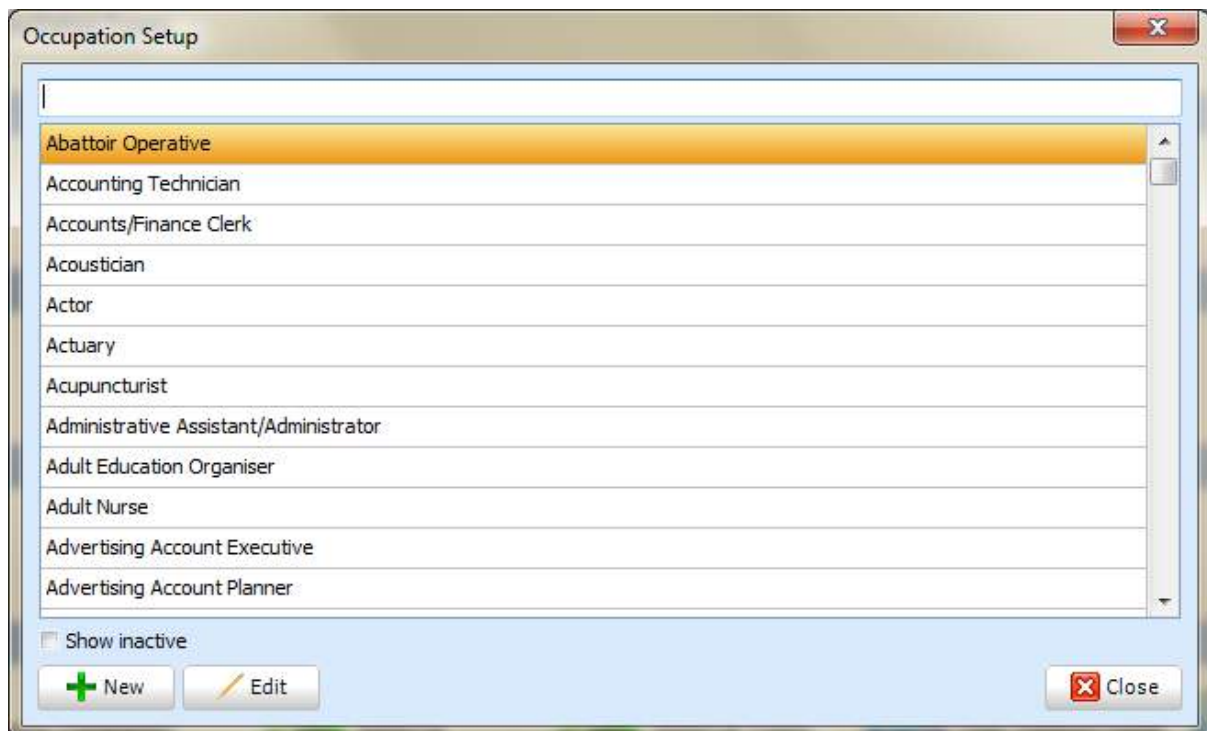 Occupation Setup
Abattoir Operative
Accounting Technician
Accounts/Finance Clerk
Acoustician
Actor
Actuary
Acupuncturist
Administrative Assistant/Administrator
Adult Education Organiser
Adult Nurse
Advertising Account Executive
Advertising Account Planner
Show inactive
New Edit Close